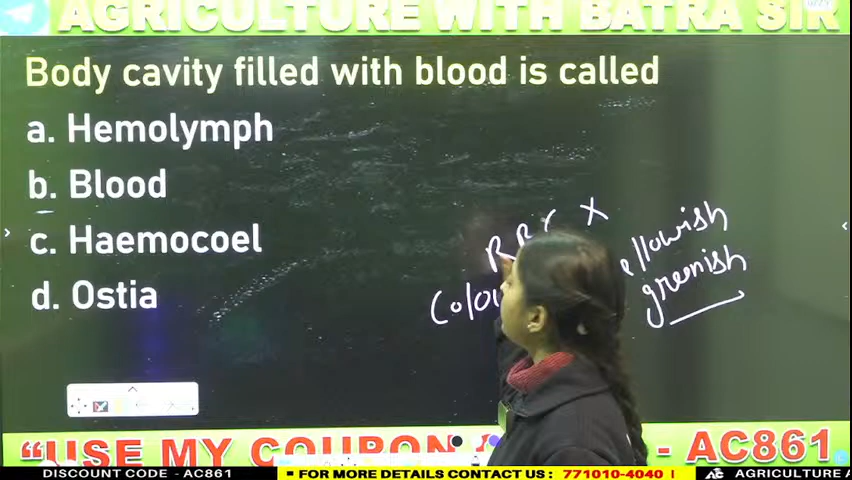 AGRICULTURE WITH BATRA SIR
Body cavity filled with blood is called
a. Hemolymph
b. Blood
c. Haemocoel
d. Ostia
RBC X
greenish
"USE MY COUPON - AC861
DISCOUNT CODE - AC861 • FOR MORE DETAILS CONTACT US : 771010-4040 I AGRICULTURE A